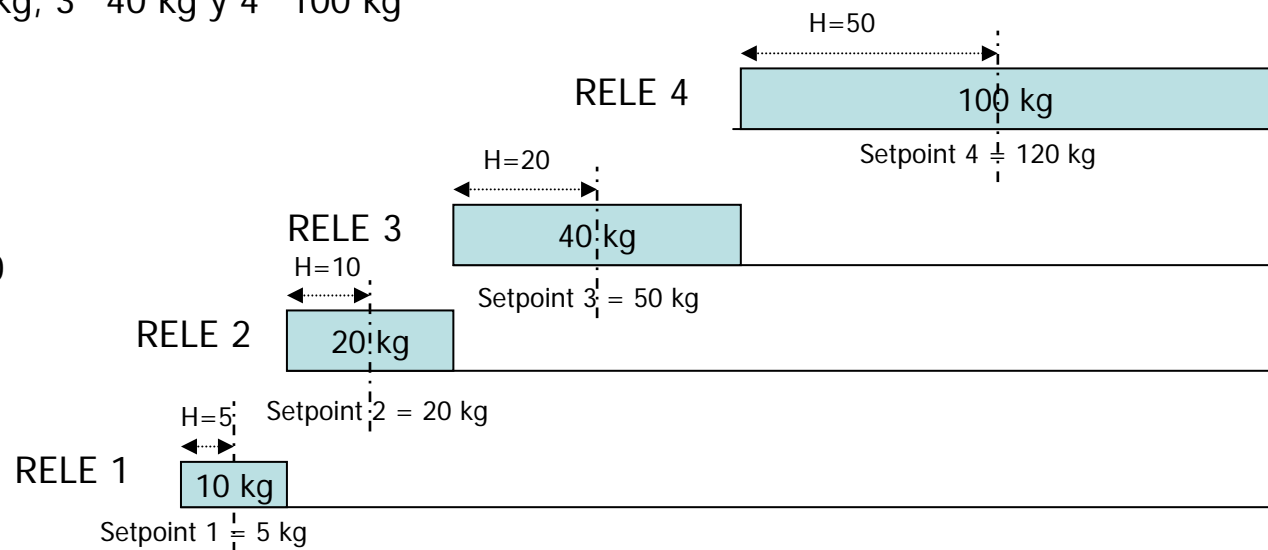 kg, 3ª 40 kg y 4ª 100 kg
H=50
RELE 4
100 kg
Setpoint 4 = 120 kg
H=20
RELE 3
40 kg
Setpoint 3 = 50 kg
H=10
RELE 2
20 kg
Setpoint 2 = 20 kg
H=5
RELE 1
10 kg
Setpoint 1 = 5 kg